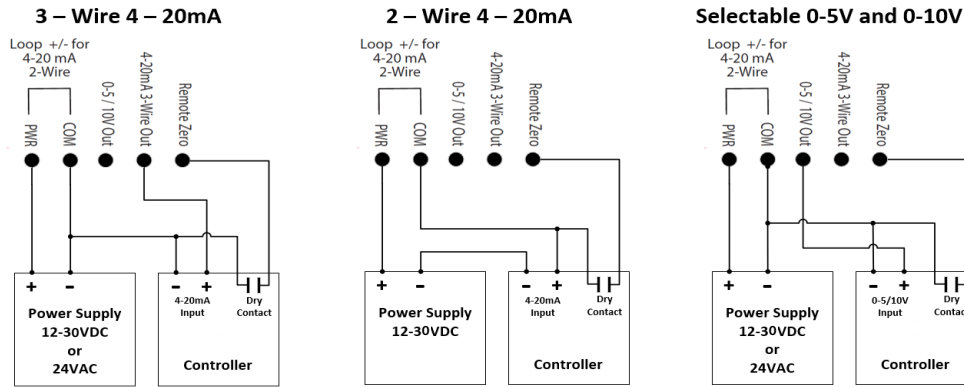 3 – Wire 4 – 20mA
Loop +/- for
4-20 mA
2-Wire
PWR
COM
0-5 / 10V Out
4-20mA 3-Wire Out
Remote Zero
+
-
Power Supply
12-30VDC
or
24VAC
-
+
4-20mA
Input
Dry
Contact
Controller
2 – Wire 4 – 20mA
Loop +/- for
4-20 mA
2-Wire
PWR
COM
0-5 / 10V Out
4-20mA 3-Wire Out
Remote Zero
+
-
Power Supply
12-30VDC
-
+
4-20mA
Input
Dry
Contact
Controller
Selectable 0-5V and 0-10V
Loop +/- for
4-20 mA
2-Wire
PWR
COM
0-5 / 10V Out
4-20mA 3-Wire Out
Remote Zero
+
-
Power Supply
12-30VDC
or
24VAC
-
+
0-5/10V
Input
Dry
Contac
Controller